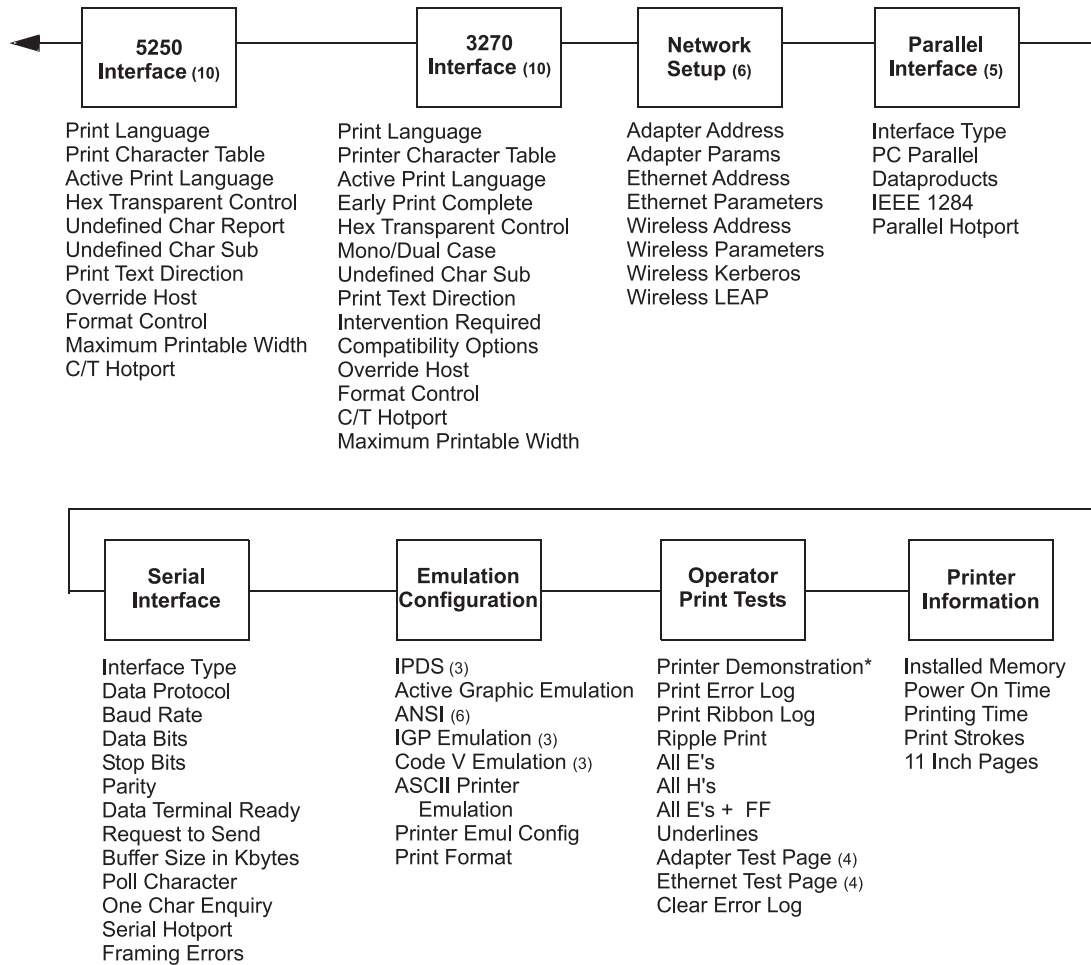 5250
Interface (10)
Print Language
Print Character Table
Active Print Language
Hex Transparent Control
Undefined Char Report
Undefined Char Sub
Print Text Direction
Override Host
Format Control
Maximum Printable Width
C/T Hotport
3270
Interface (10)
Print Language
Printer Character Table
Active Print Language
Early Print Complete
Hex Transparent Control
Mono/Dual Case
Undefined Char Sub
Print Text Direction
Intervention Required
Compatibility Options
Override Host
Format Control
C/T Hotport
Maximum Printable Width
Network
Setup (6)
Adapter Address
Adapter Params
Ethernet Address
Ethernet Parameters
Wireless Address
Wireless Parameters
Wireless Kerberos
Wireless LEAP
Parallel
Interface (5)
Interface Type
PC Parallel
Dataproducts
IEEE 1284
Parallel Hotport
Serial
Interface
Interface Type
Data Protocol
Baud Rate
Data Bits
Stop Bits
Parity
Data Terminal Ready
Request to Send
Buffer Size in Kbytes
Poll Character
One Char Enquiry
Serial Hotport
Framing Errors
Emulation
Configuration
IPDS (3)
Active Graphic Emulation
ANSI (6)
IGP Emulation (3)
Code V Emulation (3)
ASCII Printer
Emulation
Printer Emul Config
Print Format
Operator
Print Tests
Printer Demonstration*
Print Error Log
Print Ribbon Log
Ripple Print
All E's
All H's
All E's + FF
Underlines
Adapter Test Page (4)
Ethernet Test Page (4)
Clear Error Log
Printer
Information
Installed Memory
Power On Time
Printing Time
Print Strokes
11 Inch Pages